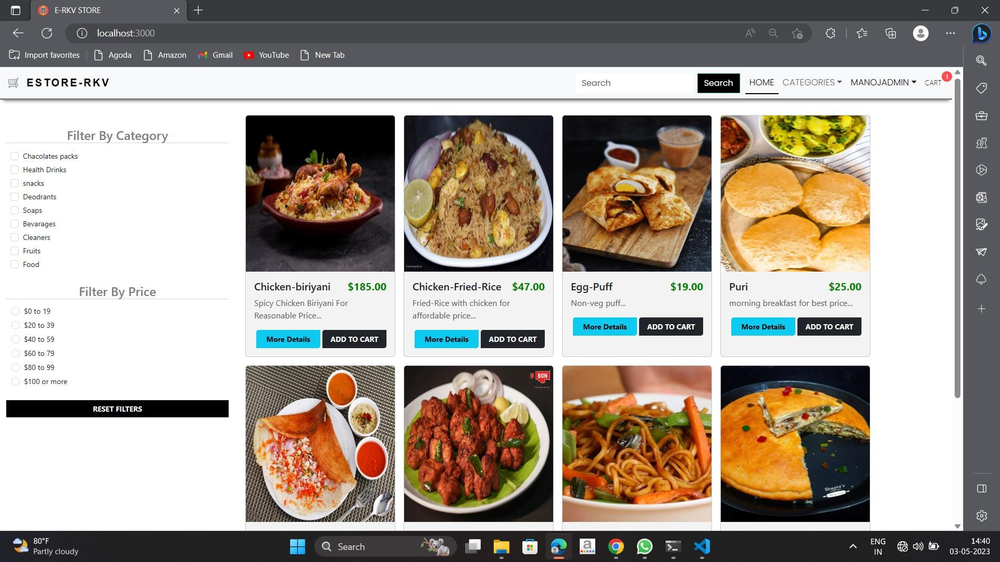 E-RKV STORE
localhost:3000
Import favorites
Agoda
Amazon
Gmail
YouTube
New Tab
ESTORE-RKV
Search
Search
HOME
CATEGORIES
MANOJADMIN
CART
1
Filter By Category
Chacolates packs
Health Drinks
snacks
Deodrants
Soaps
Bevarages
Cleaners
Fruits
Food
Filter By Price
$0 to 19
$20 to 39
$40 to 59
$60 to 79
$80 to 99
$100 or more
RESET FILTERS
Chicken-biriyani $185.00
Spicy Chicken Biriyani For
Reasonable Price...
More Details ADD TO CART
Chicken-Fried-Rice $47.00
Fried-Rice with chicken for
affordable price...
More Details ADD TO CART
Egg-Puff $19.00
Non-veg puff...
More Details ADD TO CART
Puri $25.00
morning breakfast for best price...
More Details ADD TO CART
BON
Shweta's
80°F
Partly cloudy
Search
ENG
IN
14:40
03-05-2023